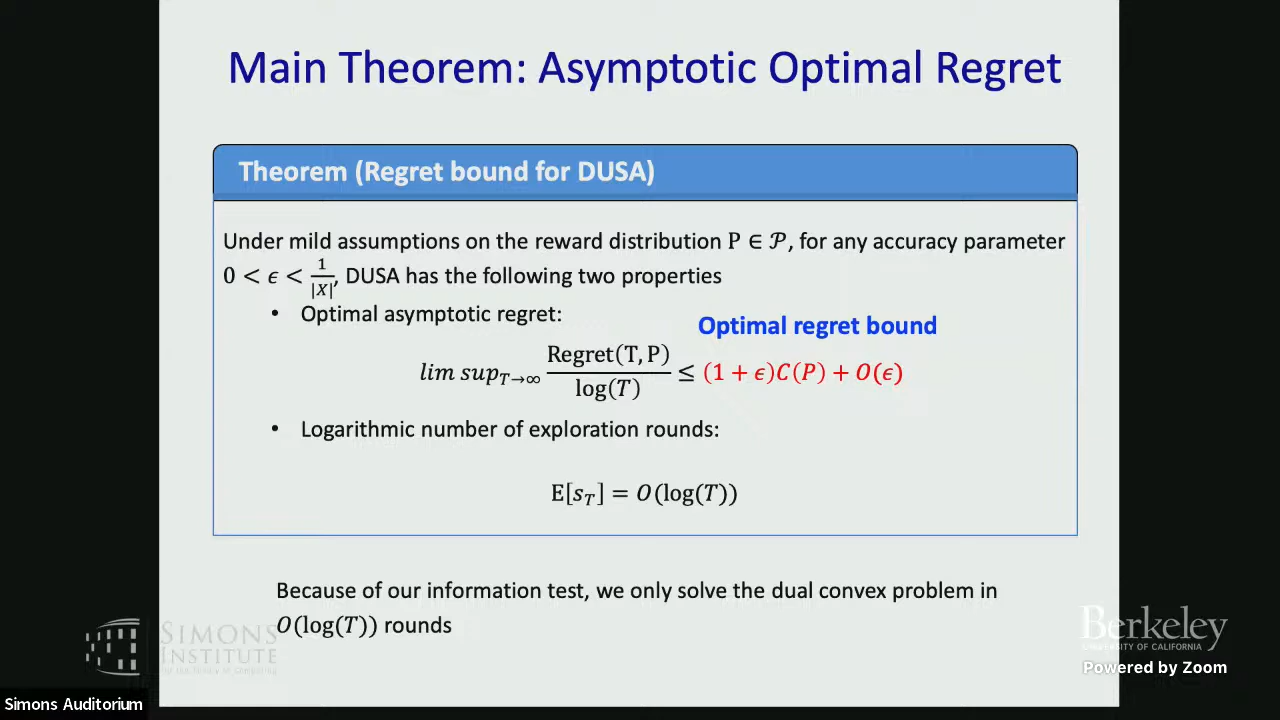 Main Theorem: Asymptotic Optimal Regret
Theorem (Regret bound for DUSA)
Under mild assumptions on the reward distribution P ∈ 𝒫, for any accuracy parameter
0 < ϵ < 1/|X|, DUSA has the following two properties
• Optimal asymptotic regret:
Optimal regret bound
lim sup_{T→∞} Regret(T, P)/log(T) ≤ (1 + ϵ)C(P) + O(ϵ)
• Logarithmic number of exploration rounds:
E[s_T] = O(log(T))
Because of our information test, we only solve the dual convex problem in
O(log(T)) rounds
SIMONS
INSTITUTE
Berkeley
UNIVERSITY OF CALIFORNIA
Powered by Zoom
Simons Auditorium